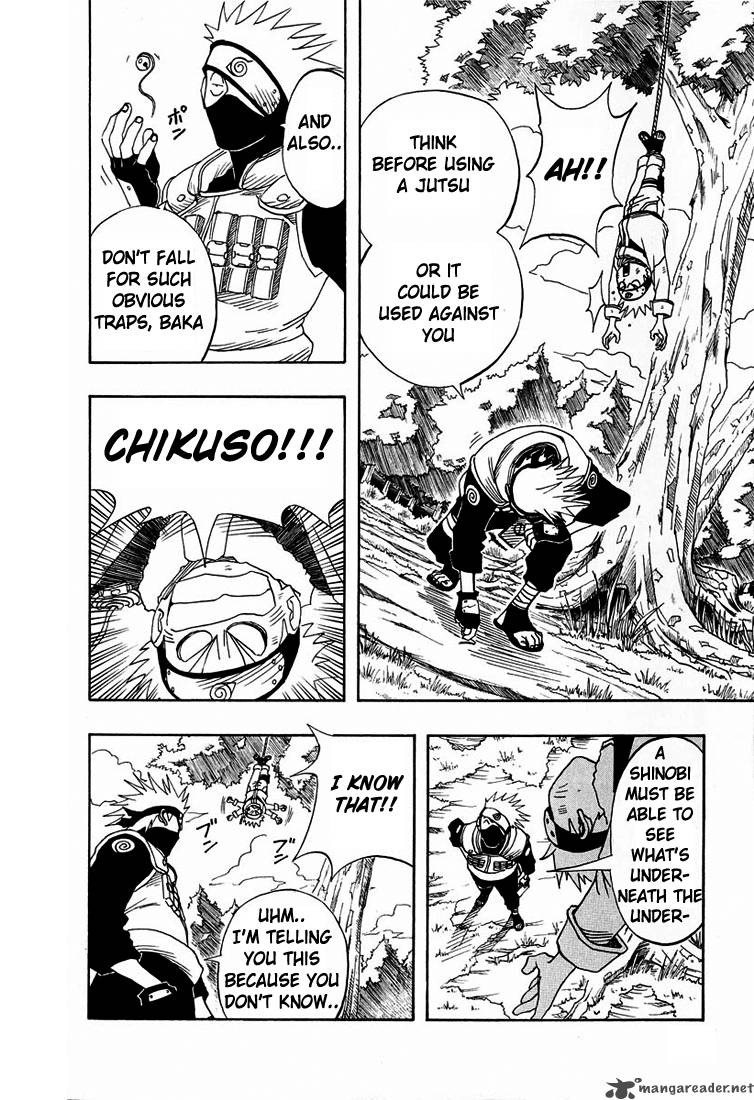 AH!!
THINK
BEFORE USING
A JUTSU
OR IT
COULD BE
USED AGAINST
YOU
AND
ALSO..
ポン
DON'T FALL
FOR SUCH
OBVIOUS
TRAPS, BAKA
CHIKUSO!!!
A
SHINOBI
MUST BE
ABLE TO
SEE
WHAT'S
UNDER-
NEATH THE
UNDER-
I KNOW
THAT!!
ブブ
UHM..
I'M TELLING
YOU THIS
BECAUSE YOU
DON'T KNOW..
mangareader.net